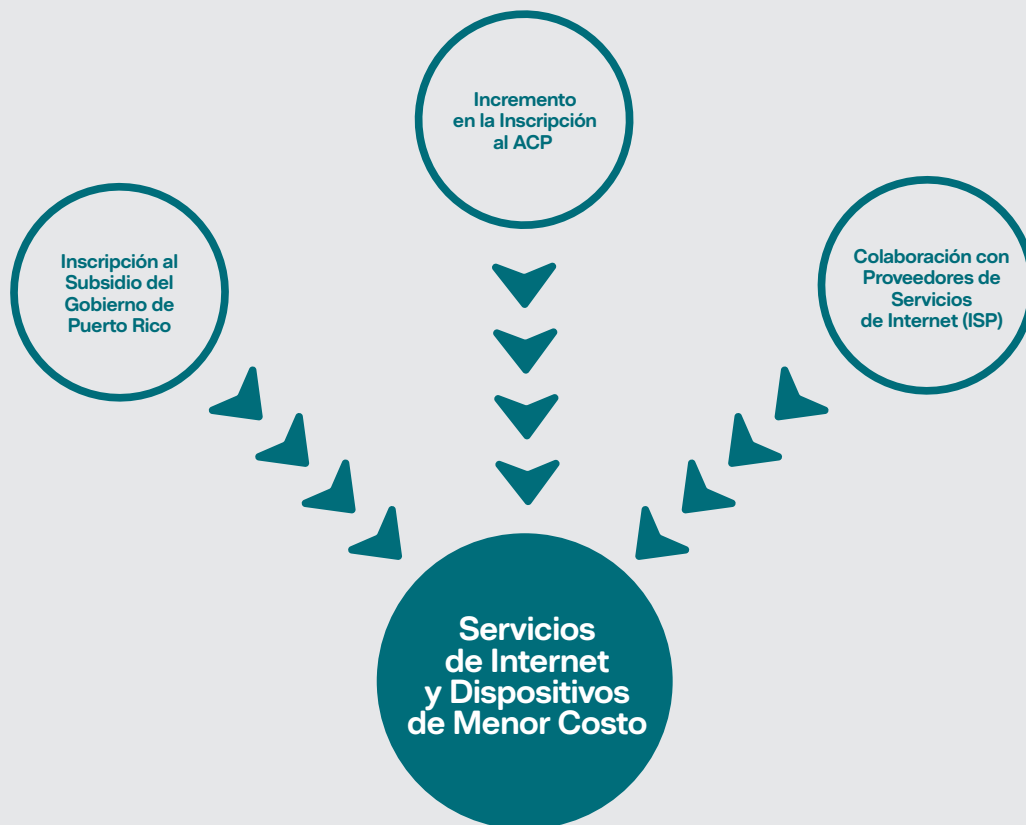 Incremento
en la Inscripción
al ACP
Inscripción al
Subsidio del
Gobierno de
Puerto Rico
Colaboración con
Proveedores de
Servicios
de Internet (ISP)
Servicios
de Internet
y Dispositivos
de Menor Costo